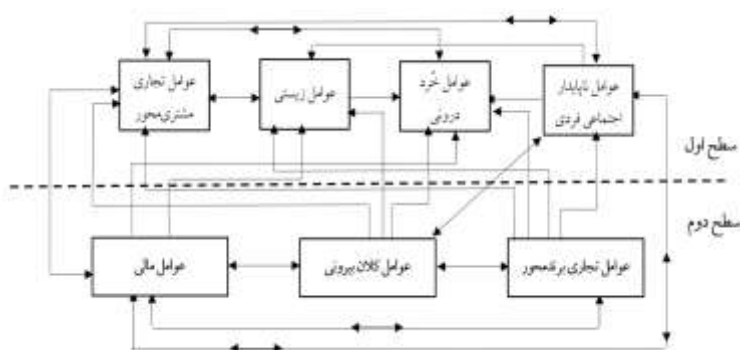 عوامل ناپایدار
اجتماعی فردی
عوامل خُرد
درونی
عوامل زیستی
عوامل تجاری
مشتری‌محور
سطح اول
سطح دوم
عوامل تجاری برندمحور
عوامل کلان بیرونی
عوامل مالی